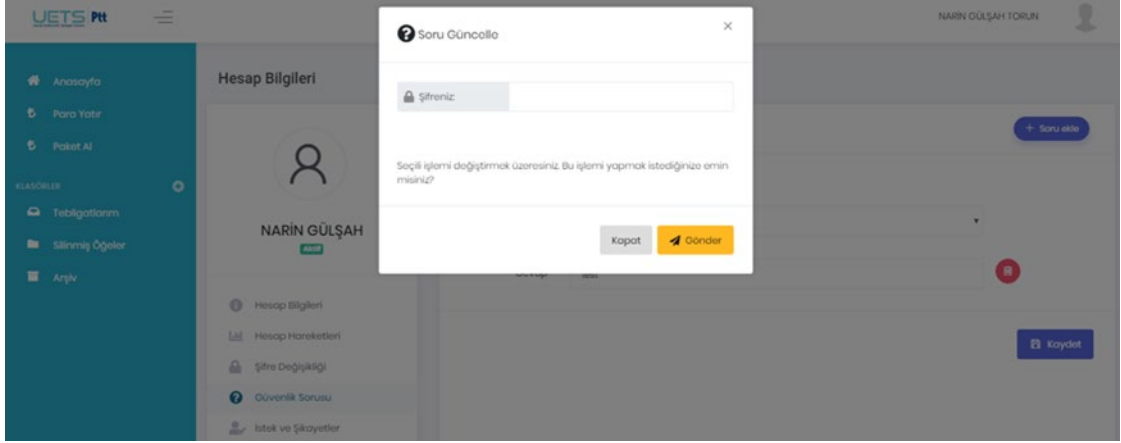 UETS Ptt
NARİN GÜLŞAH TORUN
Soru Güncelle
×
Anasayfa
Para Yatır
Paket Al
KLASÖRLER
Tebligatlarım
Silinmiş Öğeler
Arşiv
Hesap Bilgileri
NARİN GÜLŞAH
Aktif
Hesap Bilgileri
Hesap Hareketleri
Şifre Değişikliği
Güvenlik Sorusu
İstek ve Şikayetler
Şifreniz:
Seçili işlemi değiştirmek üzeresiniz. Bu işlemi yapmak istediğinize emin
misiniz?
Kapat
Gönder
+ Soru ekle
Cevap
Test
Kaydet